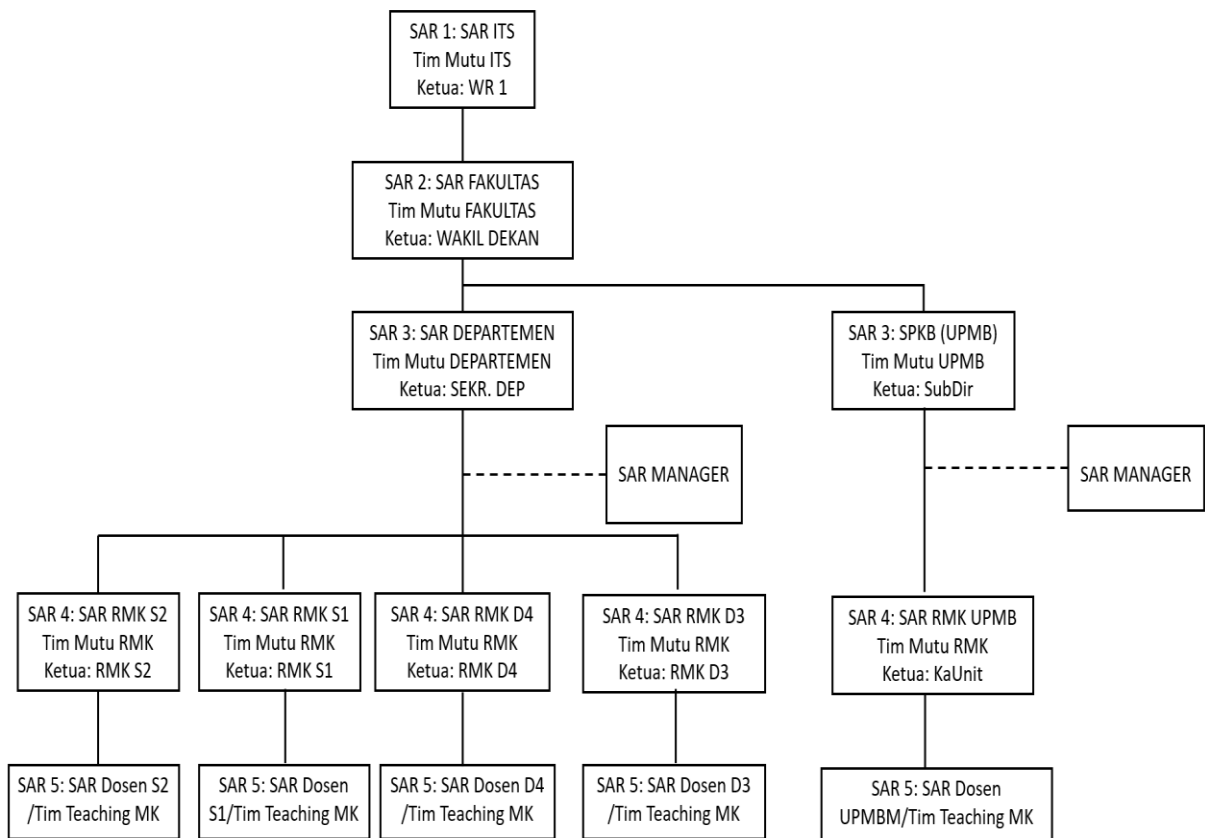 SAR 1: SAR ITS
Tim Mutu ITS
Ketua: WR 1
SAR 2: SAR FAKULTAS
Tim Mutu FAKULTAS
Ketua: WAKIL DEKAN
SAR 3: SAR DEPARTEMEN
Tim Mutu DEPARTEMEN
Ketua: SEKR. DEP
SAR 3: SPKB (UPMB)
Tim Mutu UPMB
Ketua: SubDir
SAR MANAGER
SAR MANAGER
SAR 4: SAR RMK S2
Tim Mutu RMK
Ketua: RMK S2
SAR 4: SAR RMK S1
Tim Mutu RMK
Ketua: RMK S1
SAR 4: SAR RMK D4
Tim Mutu RMK
Ketua: RMK D4
SAR 4: SAR RMK D3
Tim Mutu RMK
Ketua: RMK D3
SAR 4: SAR RMK UPMB
Tim Mutu RMK
Ketua: KaUnit
SAR 5: SAR Dosen S2
/Tim Teaching MK
SAR 5: SAR Dosen
S1/Tim Teaching MK
SAR 5: SAR Dosen D4
/Tim Teaching MK
SAR 5: SAR Dosen D3
/Tim Teaching MK
SAR 5: SAR Dosen
UPMBM/Tim Teaching MK